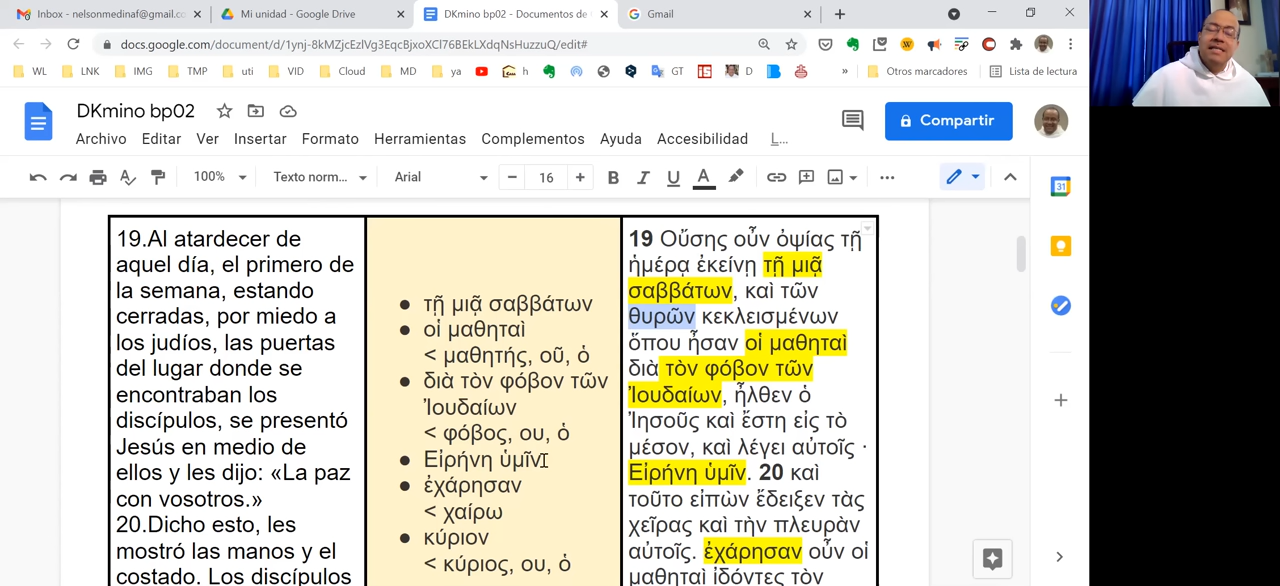 Inbox - nelsonmedinaf@gmail.co
Mi unidad - Google Drive
DKmino bp02 - Documentos de
Gmail
docs.google.com/document/d/1ynj-8kMZjcEzlVg3EqcBjxoXCl76BEkLXdqNsHuzzuQ/edit#
WL LNK IMG TMP uti VID Cloud MD ya h GT D » Otros marcadores Lista de lectura
DKmino bp02
Compartir
Archivo Editar Ver Insertar Formato Herramientas Complementos Ayuda Accesibilidad L...
100% Texto norm... Arial 16 B I U A
19.Al atardecer de
aquel día, el primero de
la semana, estando
cerradas, por miedo a
los judíos, las puertas
del lugar donde se
encontraban los
discípulos, se presentó
Jesús en medio de
ellos y les dijo: «La paz
con vosotros.»
20.Dicho esto, les
mostró las manos y el
costado. Los discípulos
● τῇ μιᾷ σαββάτων
● οἱ μαθηταὶ
< μαθητής, οῦ, ὁ
● διὰ τὸν φόβον τῶν
Ἰουδαίων
< φόβος, ου, ὁ
● Εἰρήνη ὑμῖν
● ἐχάρησαν
< χαίρω
● κύριον
< κύριος, ου, ὁ
19 Οὔσης οὖν ὀψίας τῇ
ἡμέρᾳ ἐκείνῃ τῇ μιᾷ
σαββάτων, καὶ τῶν
θυρῶν κεκλεισμένων
ὅπου ἦσαν οἱ μαθηταὶ
διὰ τὸν φόβον τῶν
Ἰουδαίων, ἦλθεν ὁ
Ἰησοῦς καὶ ἔστη εἰς τὸ
μέσον, καὶ λέγει αὐτοῖς ·
Εἰρήνη ὑμῖν. 20 καὶ
τοῦτο εἰπὼν ἔδειξεν τὰς
χεῖρας καὶ τὴν πλευρὰν
αὐτοῖς. ἐχάρησαν οὖν οἱ
μαθηταὶ ἰδόντες τὸν
31